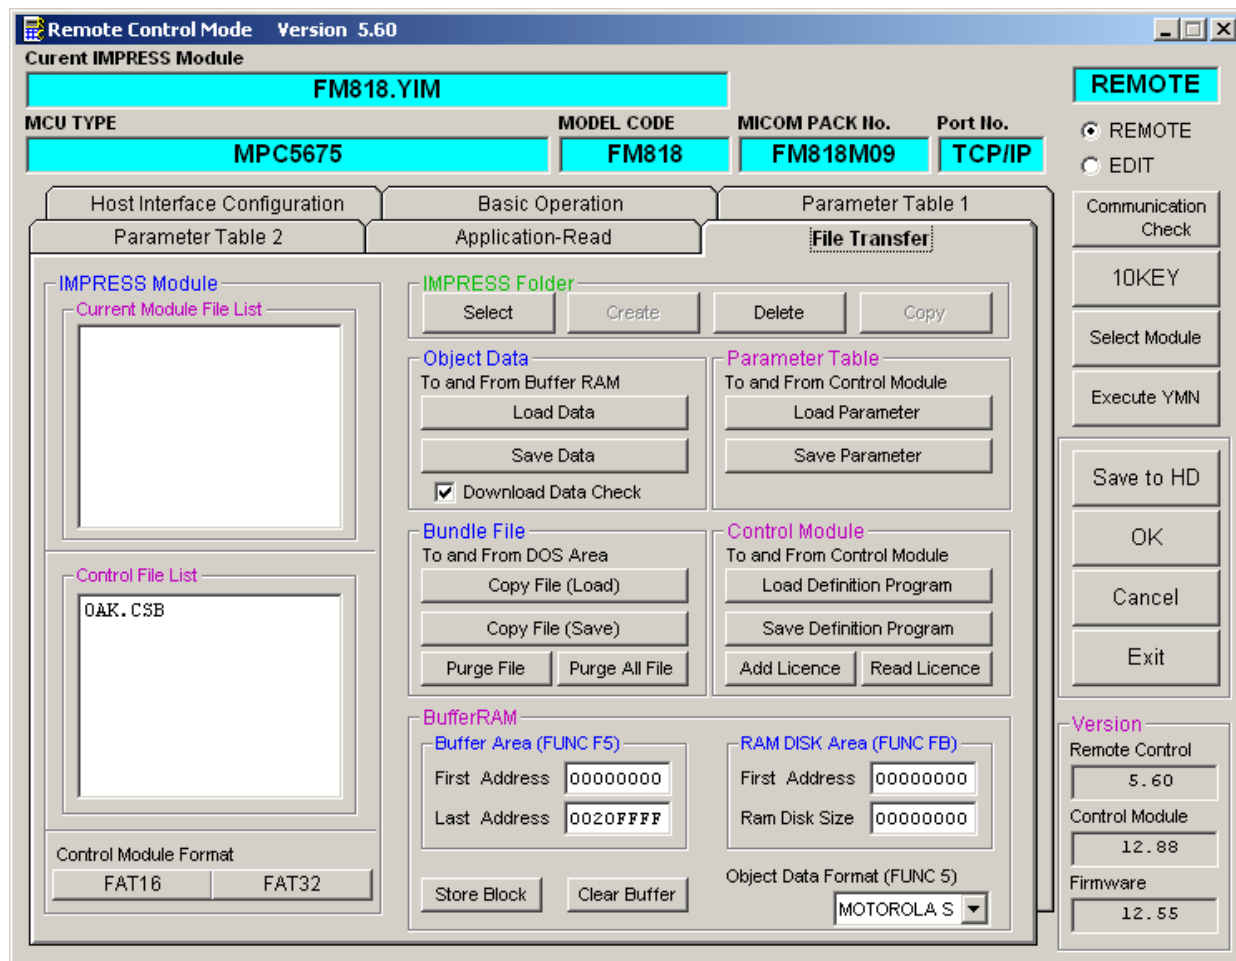 Remote Control Mode Version 5.60
Curent IMPRESS Module
FM818.YIM
REMOTE
MCU TYPE
MODEL CODE
MICOM PACK No.
Port No.
MPC5675
FM818
FM818M09
TCP/IP
REMOTE
EDIT
Host Interface Configuration
Basic Operation
Parameter Table 1
Parameter Table 2
Application-Read
File Transfer
IMPRESS Module
Current Module File List
Control File List
OAK.CSB
Control Module Format
FAT16
FAT32
IMPRESS Folder
Select
Create
Delete
Copy
Object Data
To and From Buffer RAM
Load Data
Save Data
Download Data Check
Parameter Table
To and From Control Module
Load Parameter
Save Parameter
Bundle File
To and From DOS Area
Copy File (Load)
Copy File (Save)
Purge File
Purge All File
Control Module
To and From Control Module
Load Definition Program
Save Definition Program
Add Licence
Read Licence
BufferRAM
Buffer Area (FUNC F5)
First Address 00000000
Last Address 0020FFFF
RAM DISK Area (FUNC FB)
First Address 00000000
Ram Disk Size 00000000
Store Block
Clear Buffer
Object Data Format (FUNC 5)
MOTOROLA S
Communication
Check
10KEY
Select Module
Execute YMN
Save to HD
OK
Cancel
Exit
Version
Remote Control
5.60
Control Module
12.88
Firmware
12.55